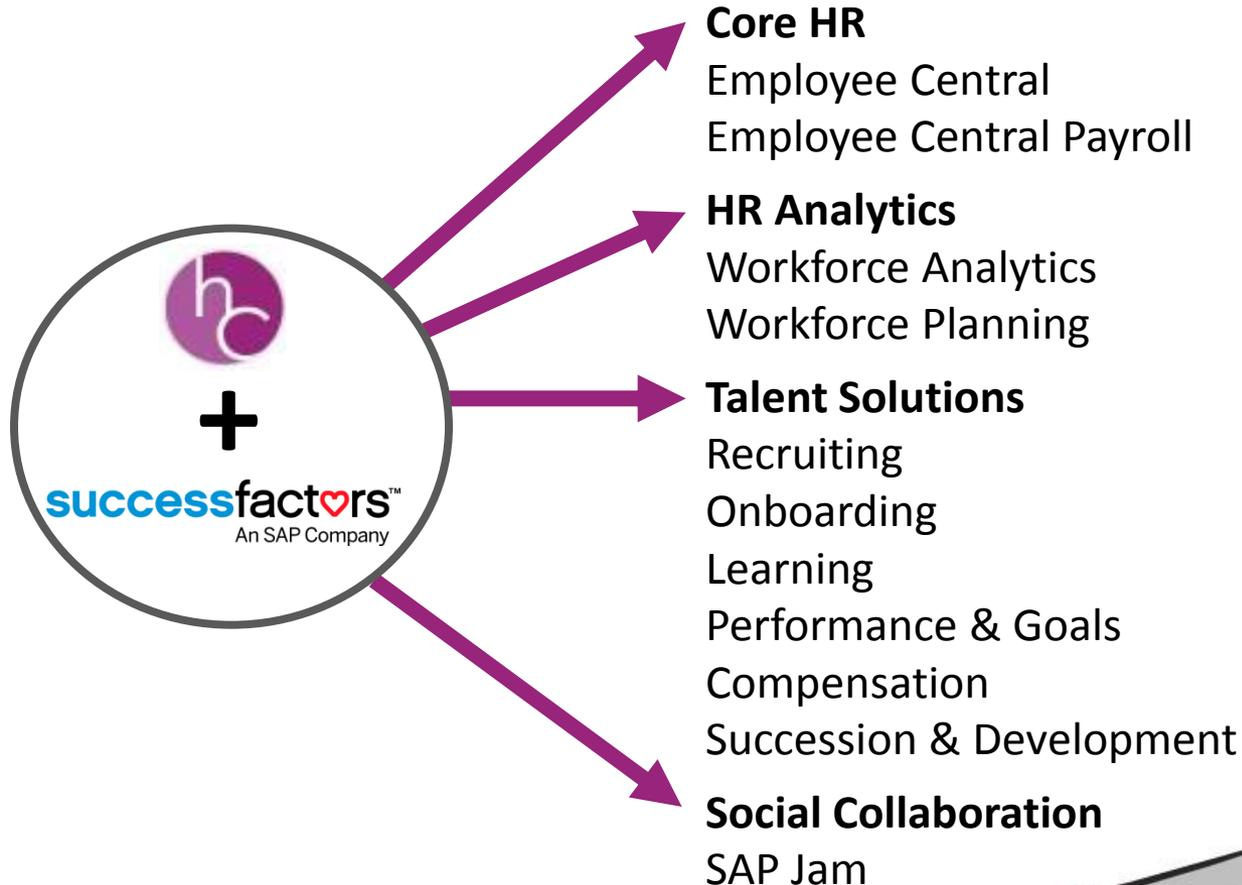 hc
+
successfactors™
An SAP Company
Core HR
Employee Central
Employee Central Payroll
HR Analytics
Workforce Analytics
Workforce Planning
Talent Solutions
Recruiting
Onboarding
Learning
Performance & Goals
Compensation
Succession & Development
Social Collaboration
SAP Jam